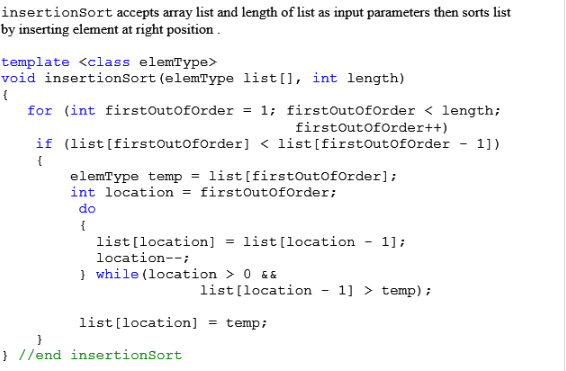 insertionSort accepts array list and length of list as input parameters then sorts list
by inserting element at right position .
template <class elemType>
void insertionSort(elemType list[], int length)
{
for (int firstOutOfOrder = 1; firstOutOfOrder < length;
firstOutOfOrder++)
if (list[firstOutOfOrder] < list[firstOutOfOrder - 1])
{
elemType temp = list[firstOutOfOrder];
int location = firstOutOfOrder;
do
{
list[location] = list[location - 1];
location--;
} while(location > 0 &&
list[location - 1] > temp);
list[location] = temp;
}
} //end insertionSort